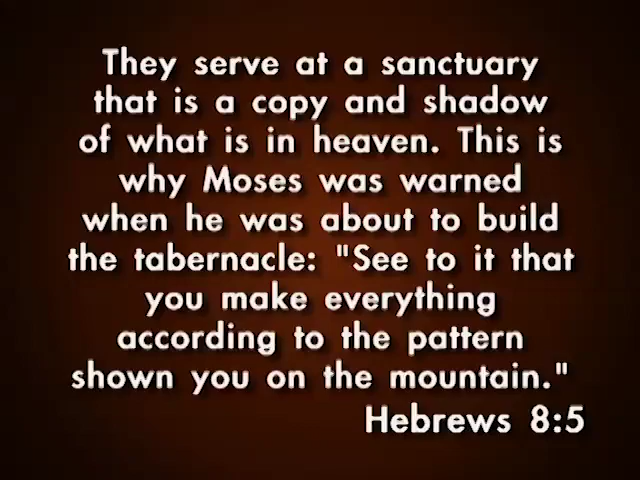 They serve at a sanctuary
that is a copy and shadow
of what is in heaven. This is
why Moses was warned
when he was about to build
the tabernacle: "See to it that
you make everything
according to the pattern
shown you on the mountain."
Hebrews 8:5